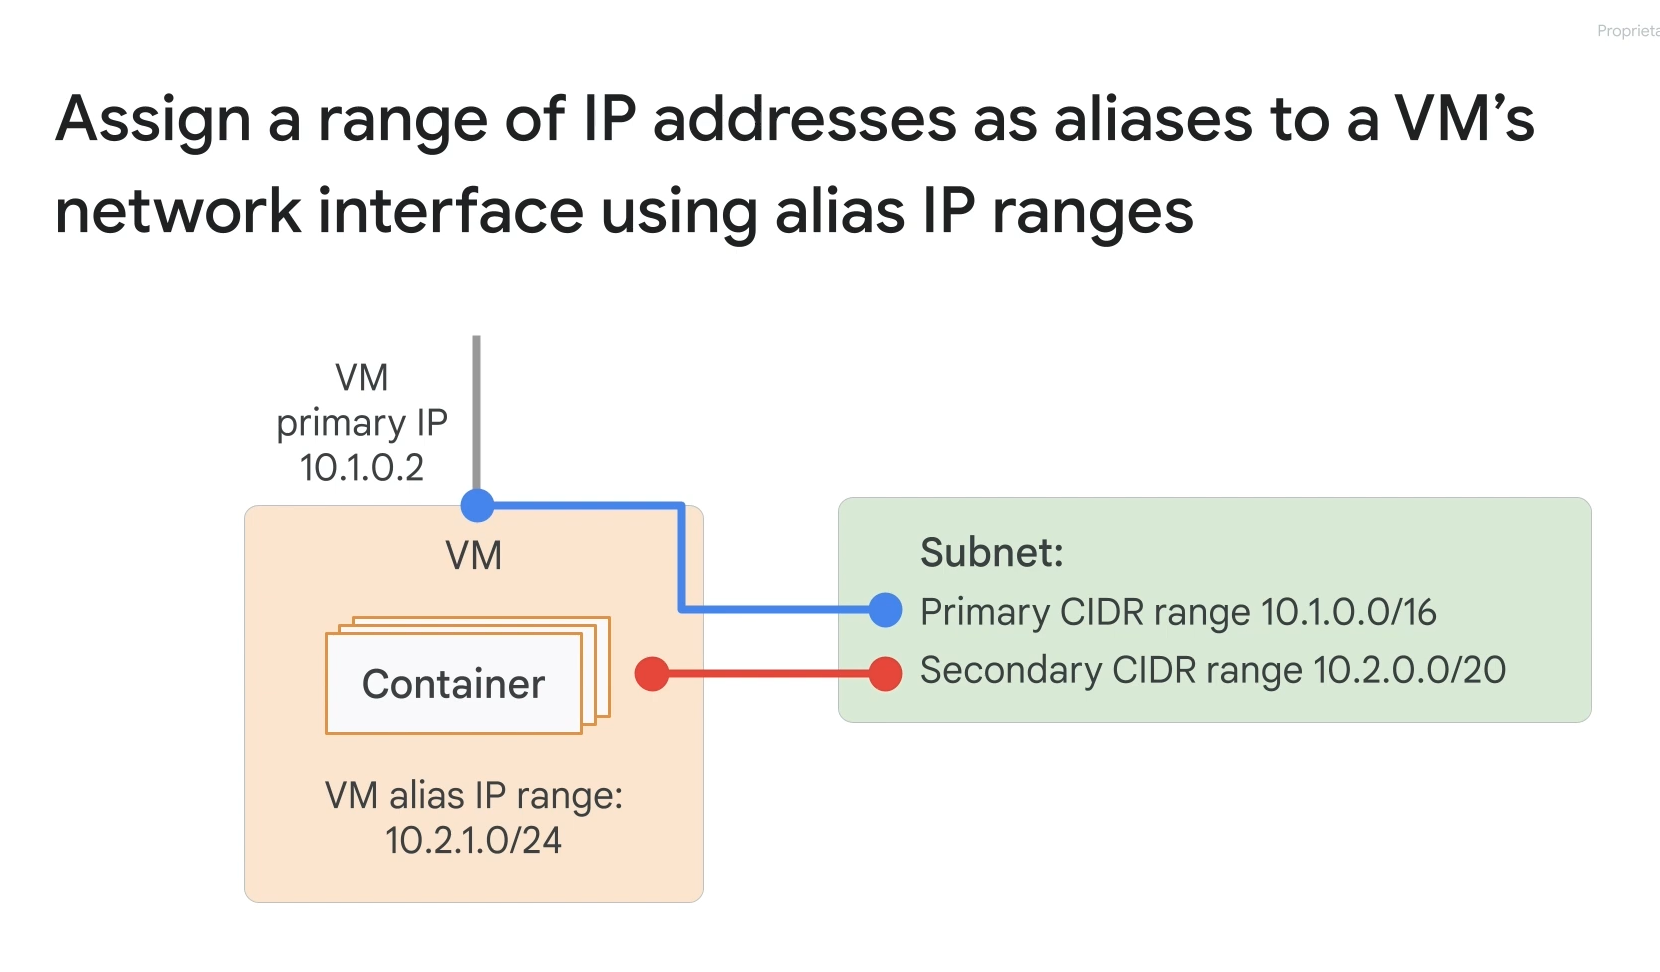 Assign a range of IP addresses as aliases to a VM’s
network interface using alias IP ranges
VM
primary IP
10.1.0.2
VM
Container
VM alias IP range:
10.2.1.0/24
Subnet:
Primary CIDR range 10.1.0.0/16
Secondary CIDR range 10.2.0.0/20